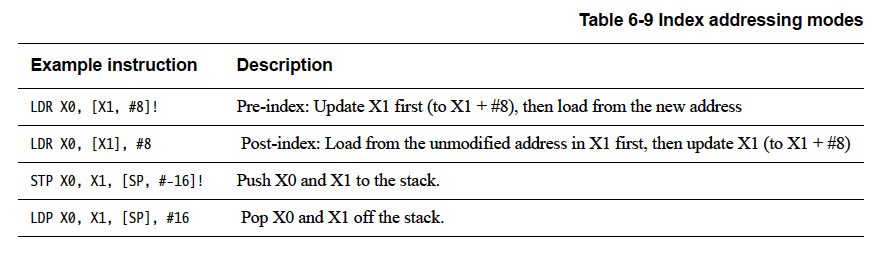 Table 6-9 Index addressing modes
Example instruction Description
LDR X0, [X1, #8]! Pre-index: Update X1 first (to X1 + #8), then load from the new address
LDR X0, [X1], #8 Post-index: Load from the unmodified address in X1 first, then update X1 (to X1 + #8)
STP X0, X1, [SP, #-16]! Push X0 and X1 to the stack.
LDP X0, X1, [SP], #16 Pop X0 and X1 off the stack.